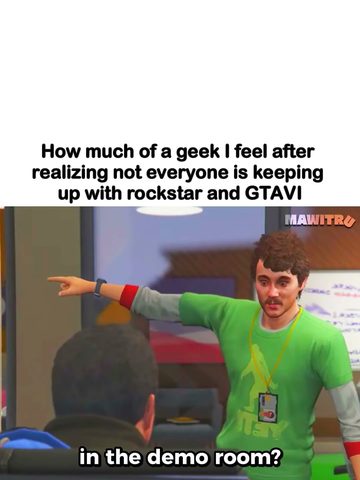 How much of a geek I feel after
realizing not everyone is keeping
up with rockstar and GTAVI
MAWITRU
in the demo room?